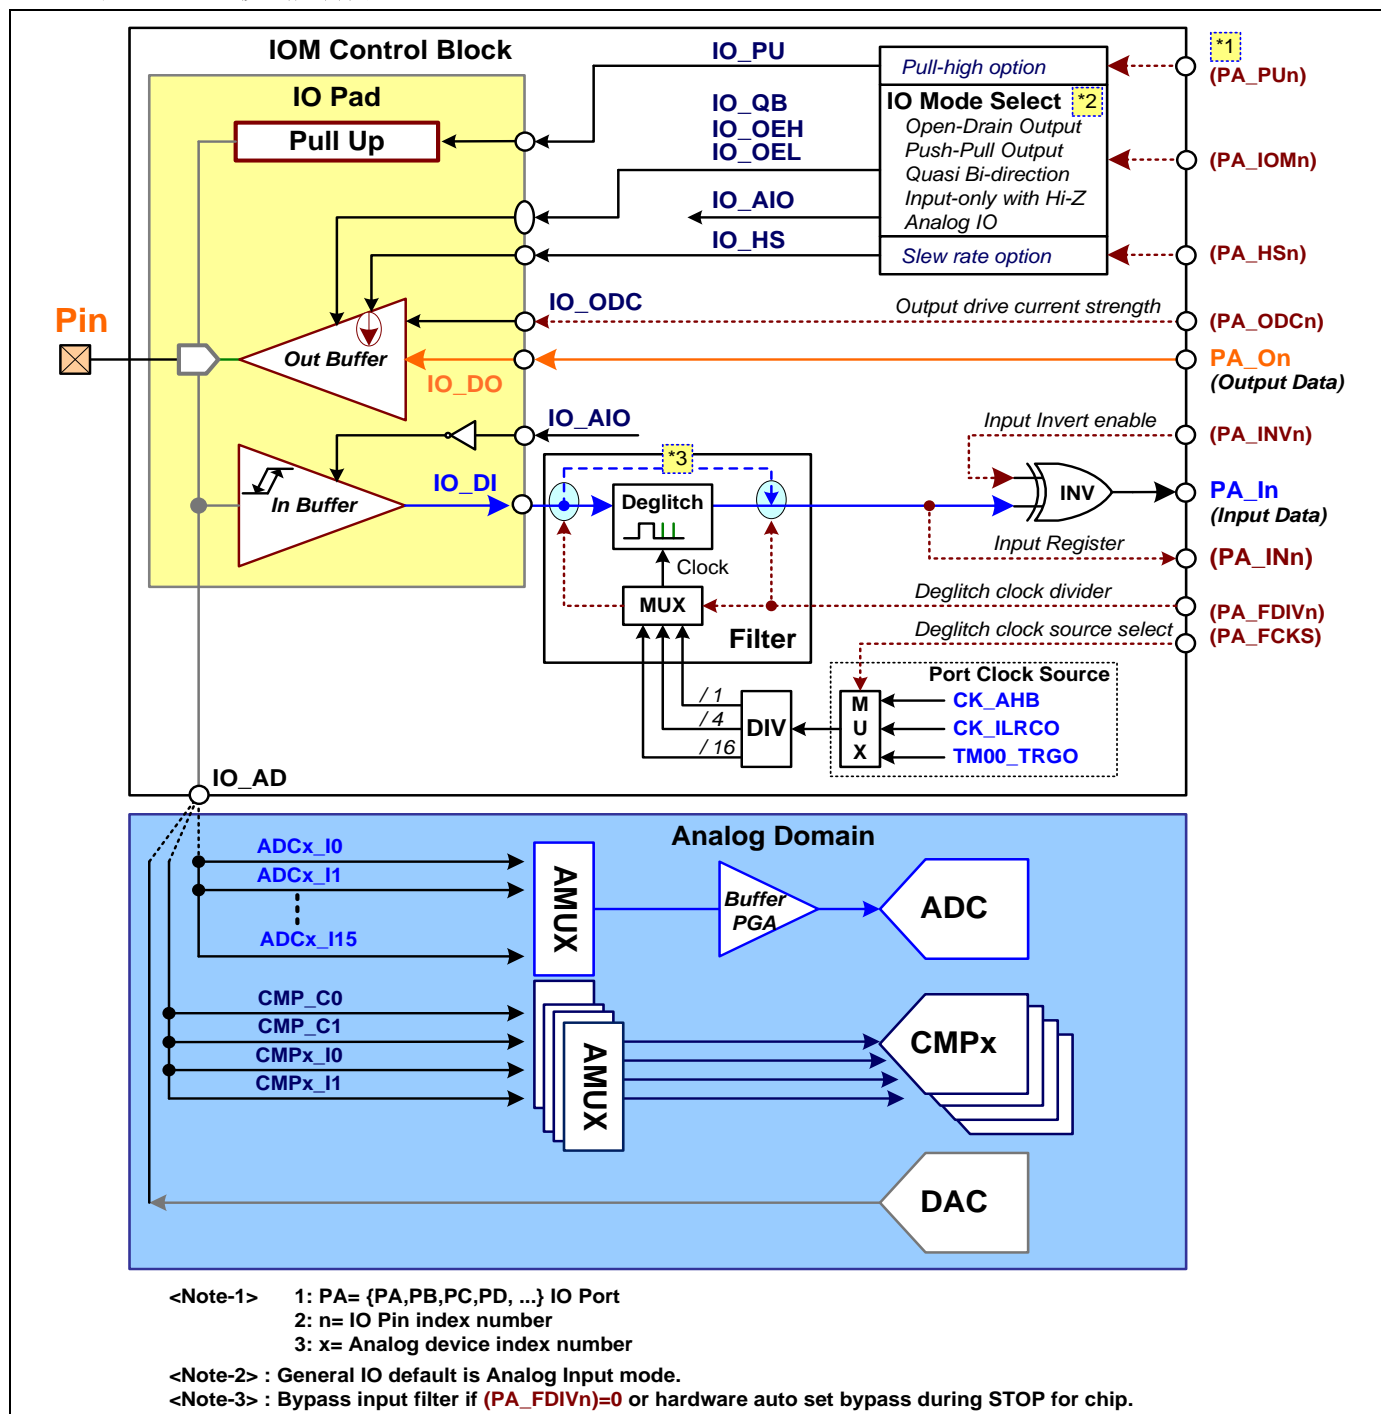 IOM Control Block
IO Pad
Pull Up
IO_PU
IO_QB
IO_OEH
IO_OEL
IO_AIO
IO_HS
Pull-high option
IO Mode Select
*2
Open-Drain Output
Push-Pull Output
Quasi Bi-direction
Input-only with Hi-Z
Analog IO
Slew rate option
*1
(PA_PUn)
(PA_IOMn)
(PA_HSn)
Pin
Out Buffer
IO_ODC
Output drive current strength
(PA_ODCn)
IO_DO
PA_On
(Output Data)
IO_AIO
In Buffer
IO_DI
*3
Deglitch
Clock
MUX
Filter
Input Invert enable
(PA_INVn)
INV
PA_In
(Input Data)
Input Register
(PA_INn)
Deglitch clock divider
(PA_FDIVn)
Deglitch clock source select
(PA_FCKS)
Port Clock Source
/ 1
/ 4
/ 16
DIV
M
U
X
CK_AHB
CK_ILRCO
TM00_TRGO
IO_AD
Analog Domain
ADCx_I0
ADCx_I1
ADCx_I15
AMUX
Buffer
PGA
ADC
CMP_C0
CMP_C1
CMPx_I0
CMPx_I1
AMUX
CMPx
DAC
<Note-1> 1: PA= {PA,PB,PC,PD, ...} IO Port
2: n= IO Pin index number
3: x= Analog device index number
<Note-2> : General IO default is Analog Input mode.
<Note-3> : Bypass input filter if (PA_FDIVn)=0 or hardware auto set bypass during STOP for chip.